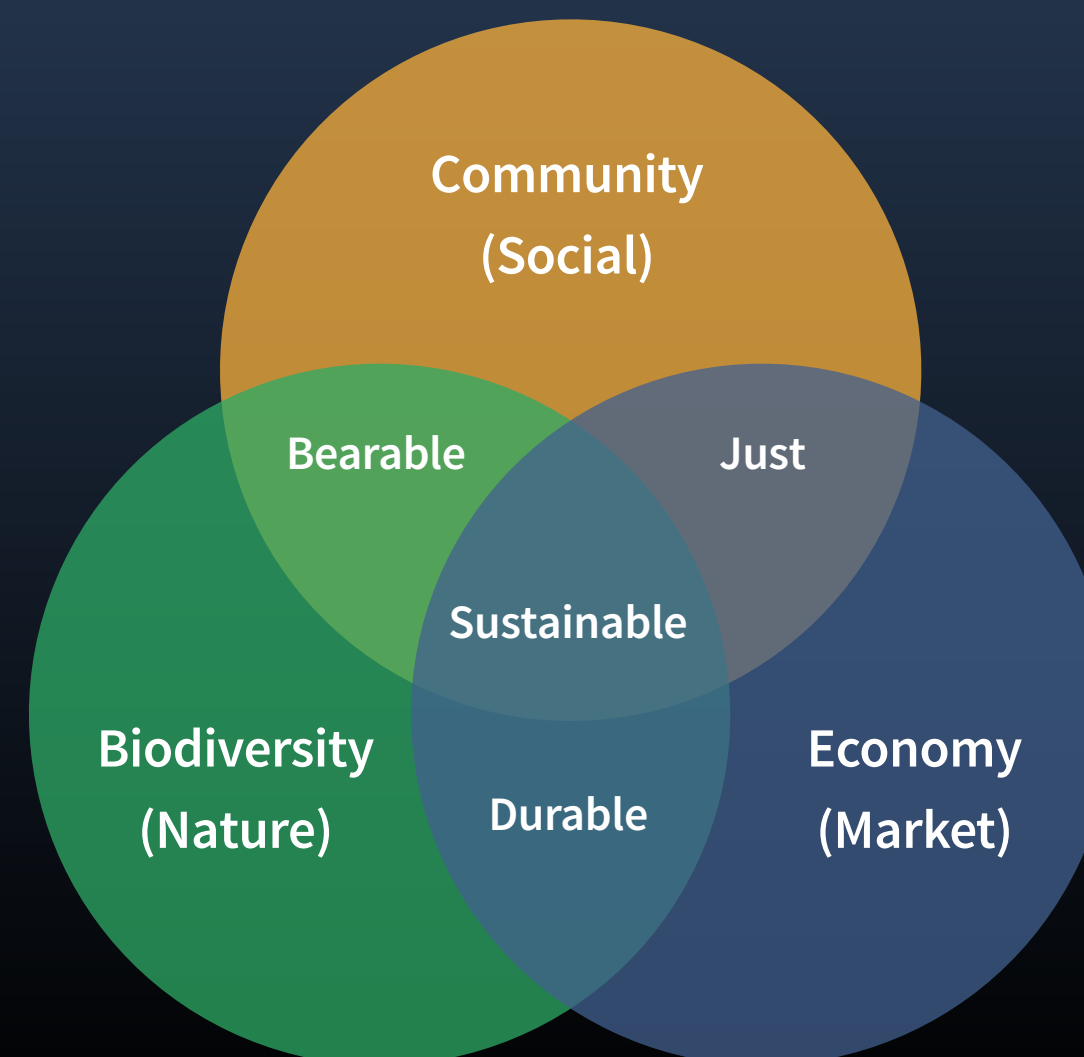 Community
(Social)
Bearable
Just
Sustainable
Biodiversity
(Nature)
Economy
(Market)
Durable